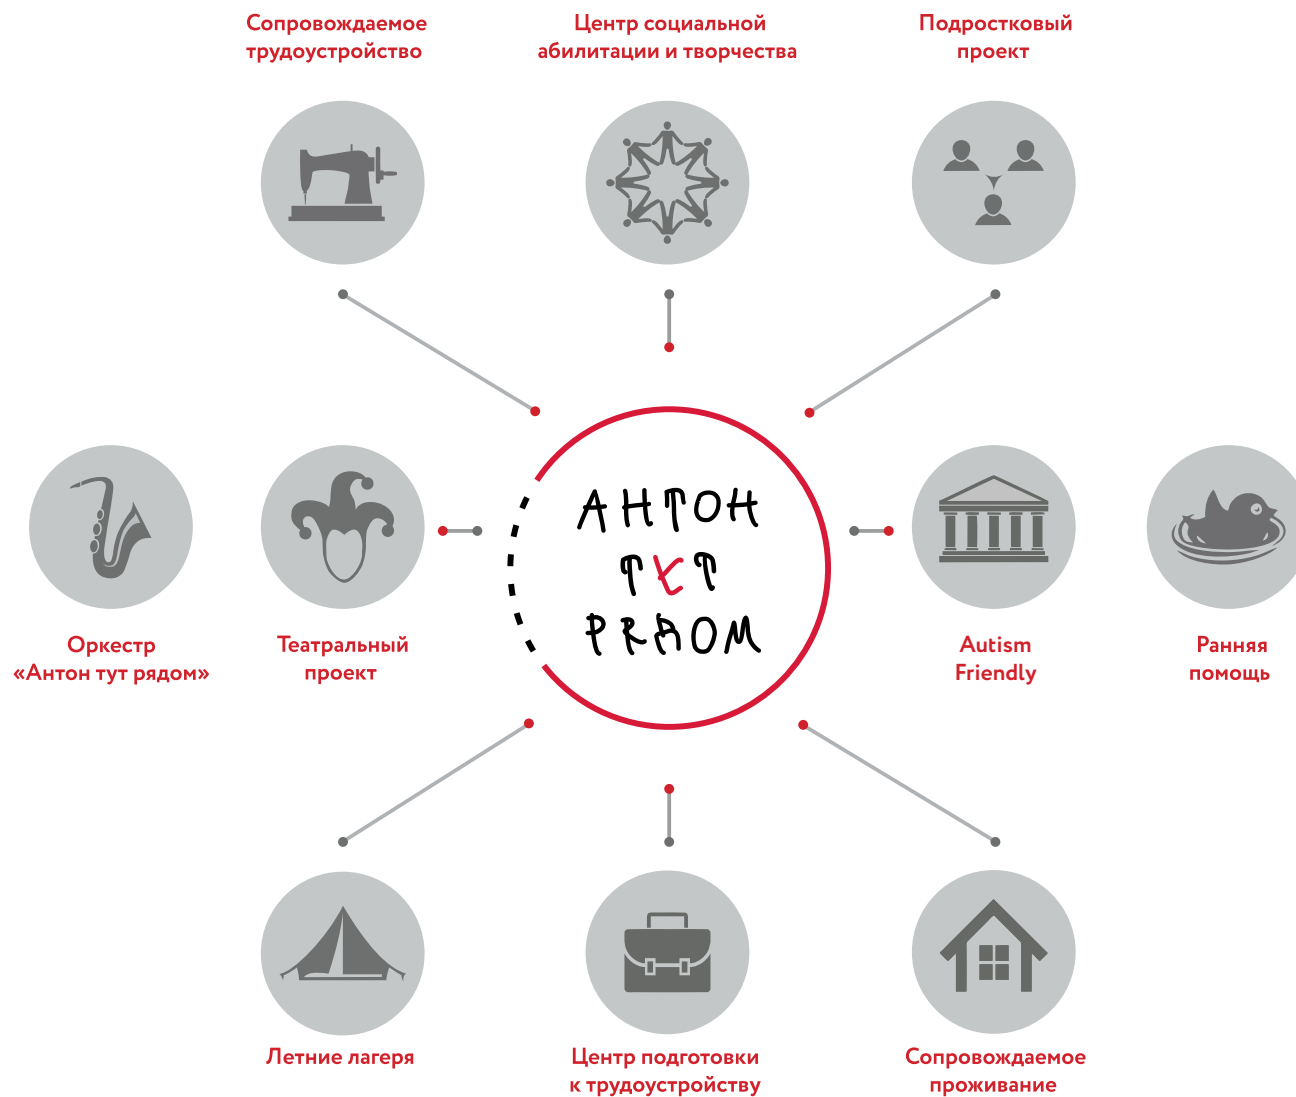 Сопровождаемое
трудоустройство
Центр социальной
абилитации и творчества
Подростковый
проект
АНТОН
ТУТ
РЯДОМ
Оркестр
«Антон тут рядом»
Театральный
проект
Autism
Friendly
Ранняя
помощь
Летние лагеря
Центр подготовки
к трудоустройству
Сопровождаемое
проживание